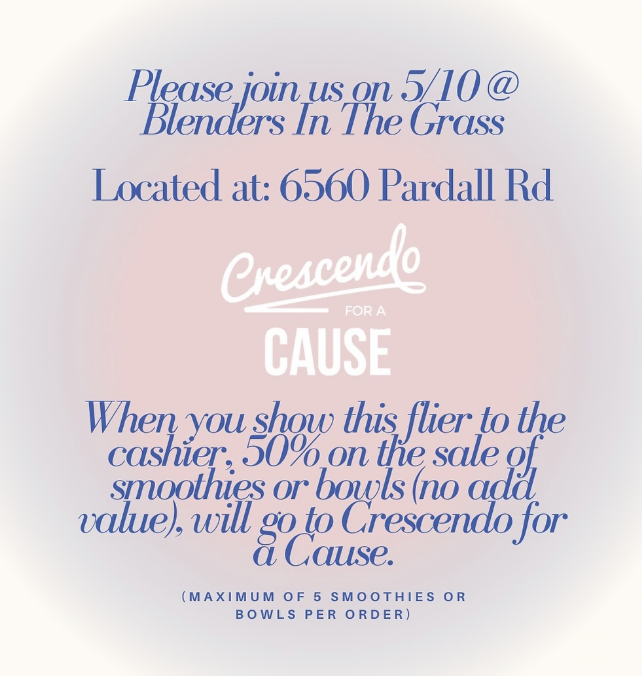 Please join us on 5/10 @
Blenders In The Grass
Located at: 6560 Pardall Rd
Crescendo
FOR A
CAUSE
When you show this flier to the
cashier, 50% on the sale of
smoothies or bowls (no add
value), will go to Crescendo for
a Cause.
(MAXIMUM OF 5 SMOOTHIES OR
BOWLS PER ORDER)